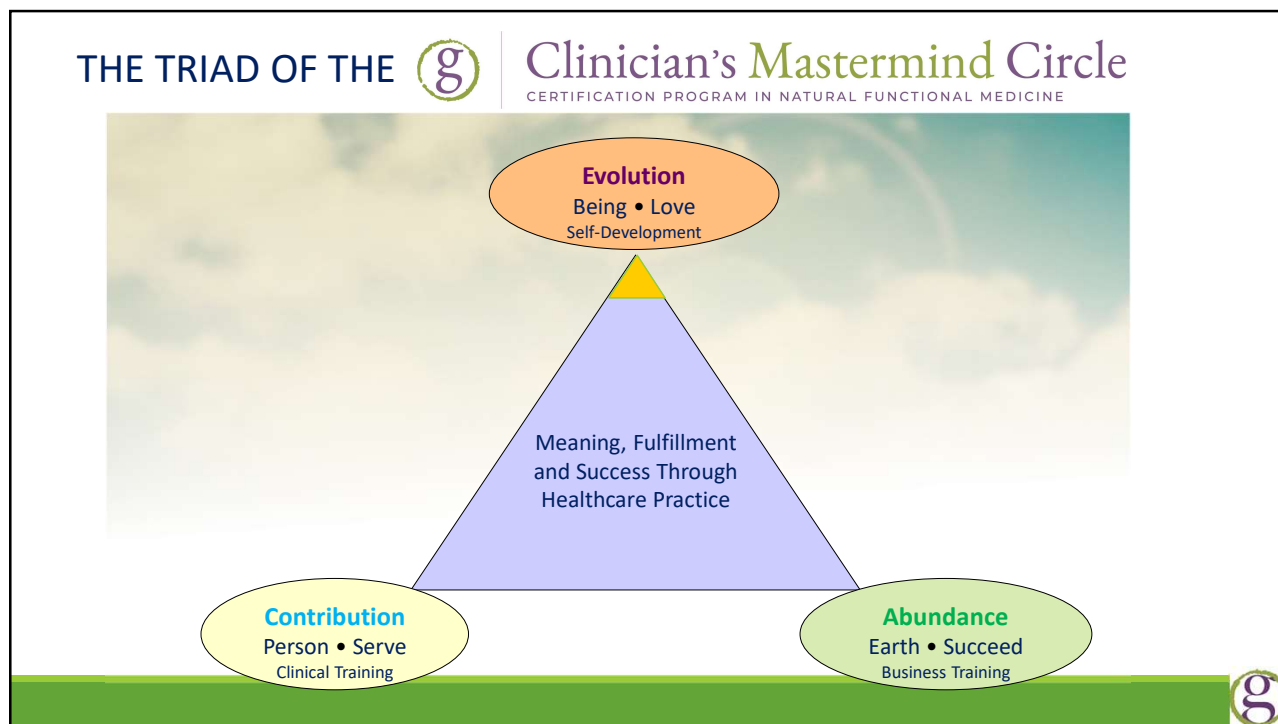 THE TRIAD OF THE g Clinician's Mastermind Circle
CERTIFICATION PROGRAM IN NATURAL FUNCTIONAL MEDICINE
Evolution
Being • Love
Self-Development
Meaning, Fulfillment
and Success Through
Healthcare Practice
Contribution
Person • Serve
Clinical Training
Abundance
Earth • Succeed
Business Training
g